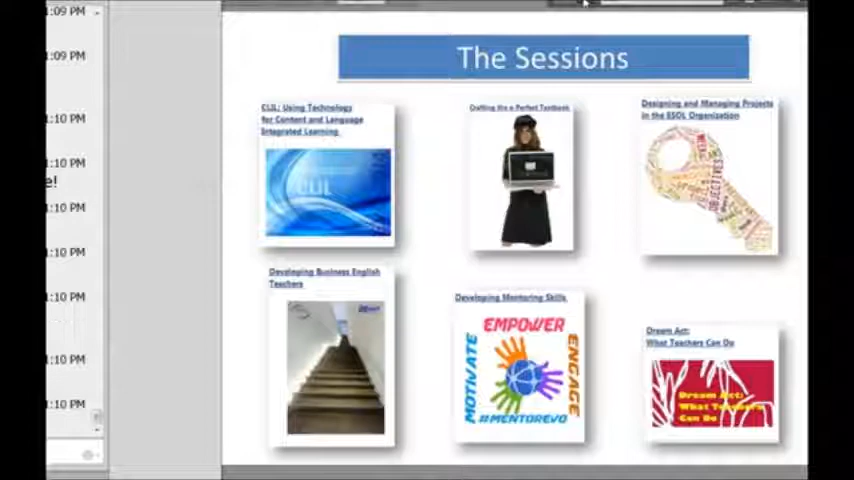 1:09 PM
1:09 PM
1:10 PM
1:10 PM
e!
1:10 PM
1:10 PM
1:10 PM
1:10 PM
1:10 PM
The Sessions
CLIL: Using Technology
for Content and Language
Integrated Learning
CLIL
Crafting the e-Perfect Textbook
Designing and Managing Projects
in the ESOL Organization
OBJECTIVES
Developing Business English
Teachers
Developing Mentoring Skills
EMPOWER
MOTIVATE
ENGAGE
#MENTOREVO
Dream Act:
What Teachers Can Do
Dream Act:
What Teachers
Can Do